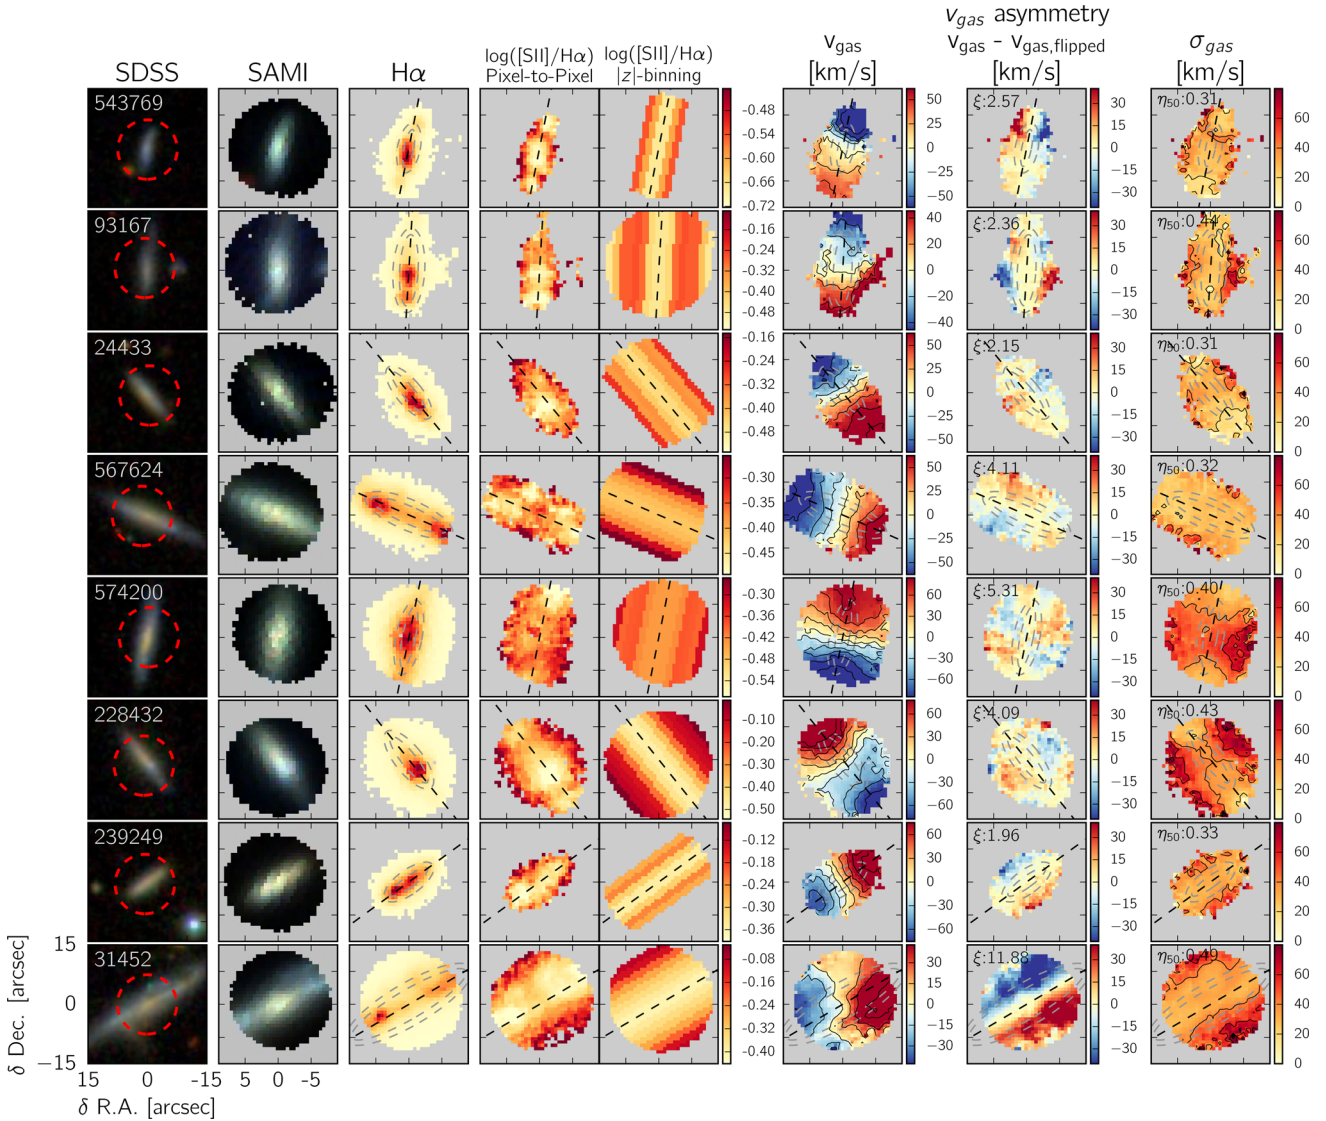 v_gas asymmetry
log([SII]/Hα) log([SII]/Hα) v_gas v_gas - v_gas,flipped σ_gas
SDSS SAMI Hα Pixel-to-Pixel |z|-binning [km/s] [km/s] [km/s]
543769 ξ:2.57 η50:0.31
-0.48 -0.54 -0.60 -0.66 -0.72
50 25 0 −25 −50
30 15 0 −15 −30
60 40 20 0
93167 ξ:2.36 η50:0.44
-0.16 -0.24 -0.32 -0.40 -0.48
40 20 0 −20 −40
30 15 0 −15 −30
60 40 20 0
24433 ξ:2.15 η50:0.31
-0.16 -0.24 -0.32 -0.40 -0.48
50 25 0 −25 −50
30 15 0 −15 −30
60 40 20 0
567624 ξ:4.11 η50:0.32
-0.30 -0.35 -0.40 -0.45
50 25 0 −25 −50
30 15 0 −15 −30
60 40 20 0
574200 ξ:5.31 η50:0.40
-0.30 -0.36 -0.42 -0.48 -0.54
60 30 0 −30 −60
30 15 0 −15 −30
60 40 20 0
228432 ξ:4.09 η50:0.43
-0.10 -0.20 -0.30 -0.40 -0.50
60 30 0 −30 −60
30 15 0 −15 −30
60 40 20 0
239249 ξ:1.96 η50:0.33
-0.12 -0.18 -0.24 -0.30 -0.36
60 30 0 −30 −60
30 15 0 −15 −30
60 40 20 0
31452 ξ:11.88 η50:0.49
-0.08 -0.16 -0.24 -0.32 -0.40
30 15 0 −15 −30
30 15 0 −15 −30
60 40 20 0
δ Dec. [arcsec]
15
0
−15
15 0 -15 5 0 -5
δ R.A. [arcsec]